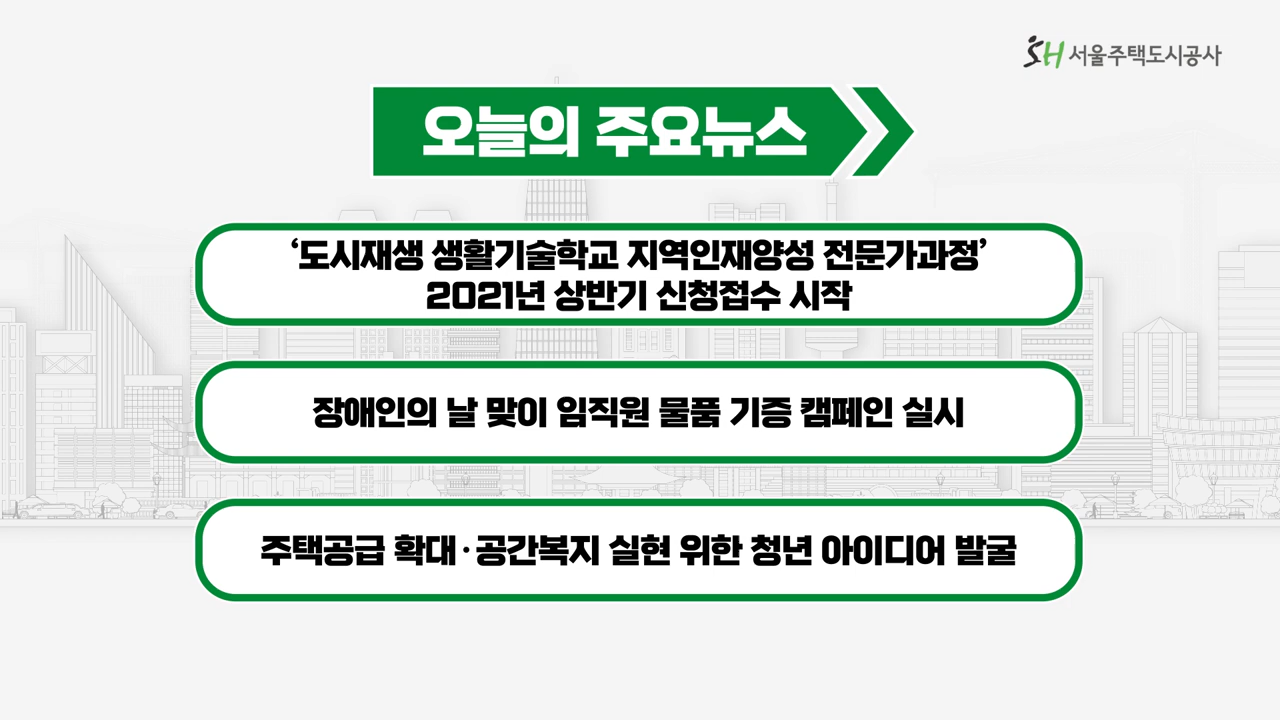 SH 서울주택도시공사
오늘의 주요뉴스
‘도시재생 생활기술학교 지역인재양성 전문가과정’
2021년 상반기 신청접수 시작
장애인의 날 맞이 임직원 물품 기증 캠페인 실시
주택공급 확대·공간복지 실현 위한 청년 아이디어 발굴